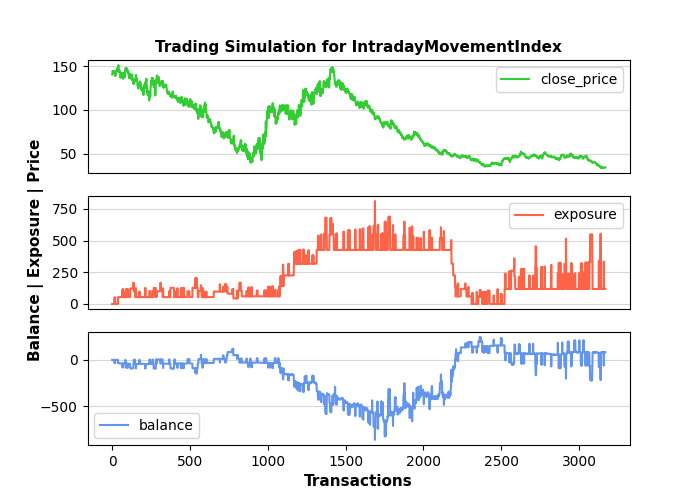 Trading Simulation for IntradayMovementIndex
150
100
50
close_price
750
500
250
0
exposure
0
−500
balance
0
500
1000
1500
2000
2500
3000
Transactions
Balance | Exposure | Price